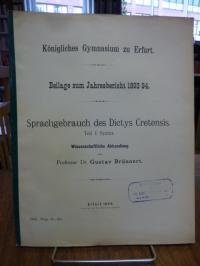 Königliches Gymnasium zu Erfurt.
Beilage zum Jahresbericht 1893/94.
Sprachgebrauch des Dictys Cretensis.
Teil I: Syntax.
Wissenschaftliche Abhandlung
Professor Dr. Gustav Brünnert.